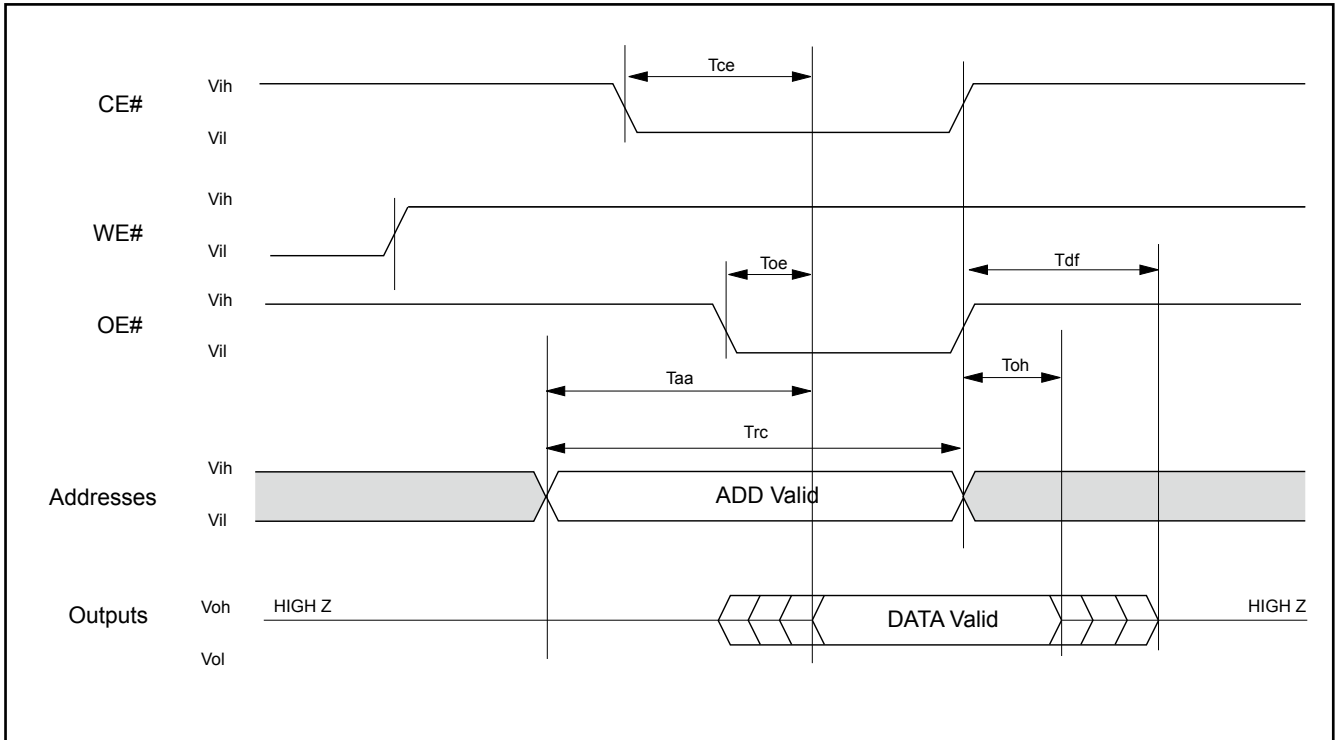 Tce
CE#
Vih
Vil
WE#
Vih
Vil
Toe
Tdf
OE#
Vih
Vil
Toh
Taa
Trc
Addresses
Vih
Vil
ADD Valid
Outputs
Voh
Vol
HIGH Z
DATA Valid
HIGH Z